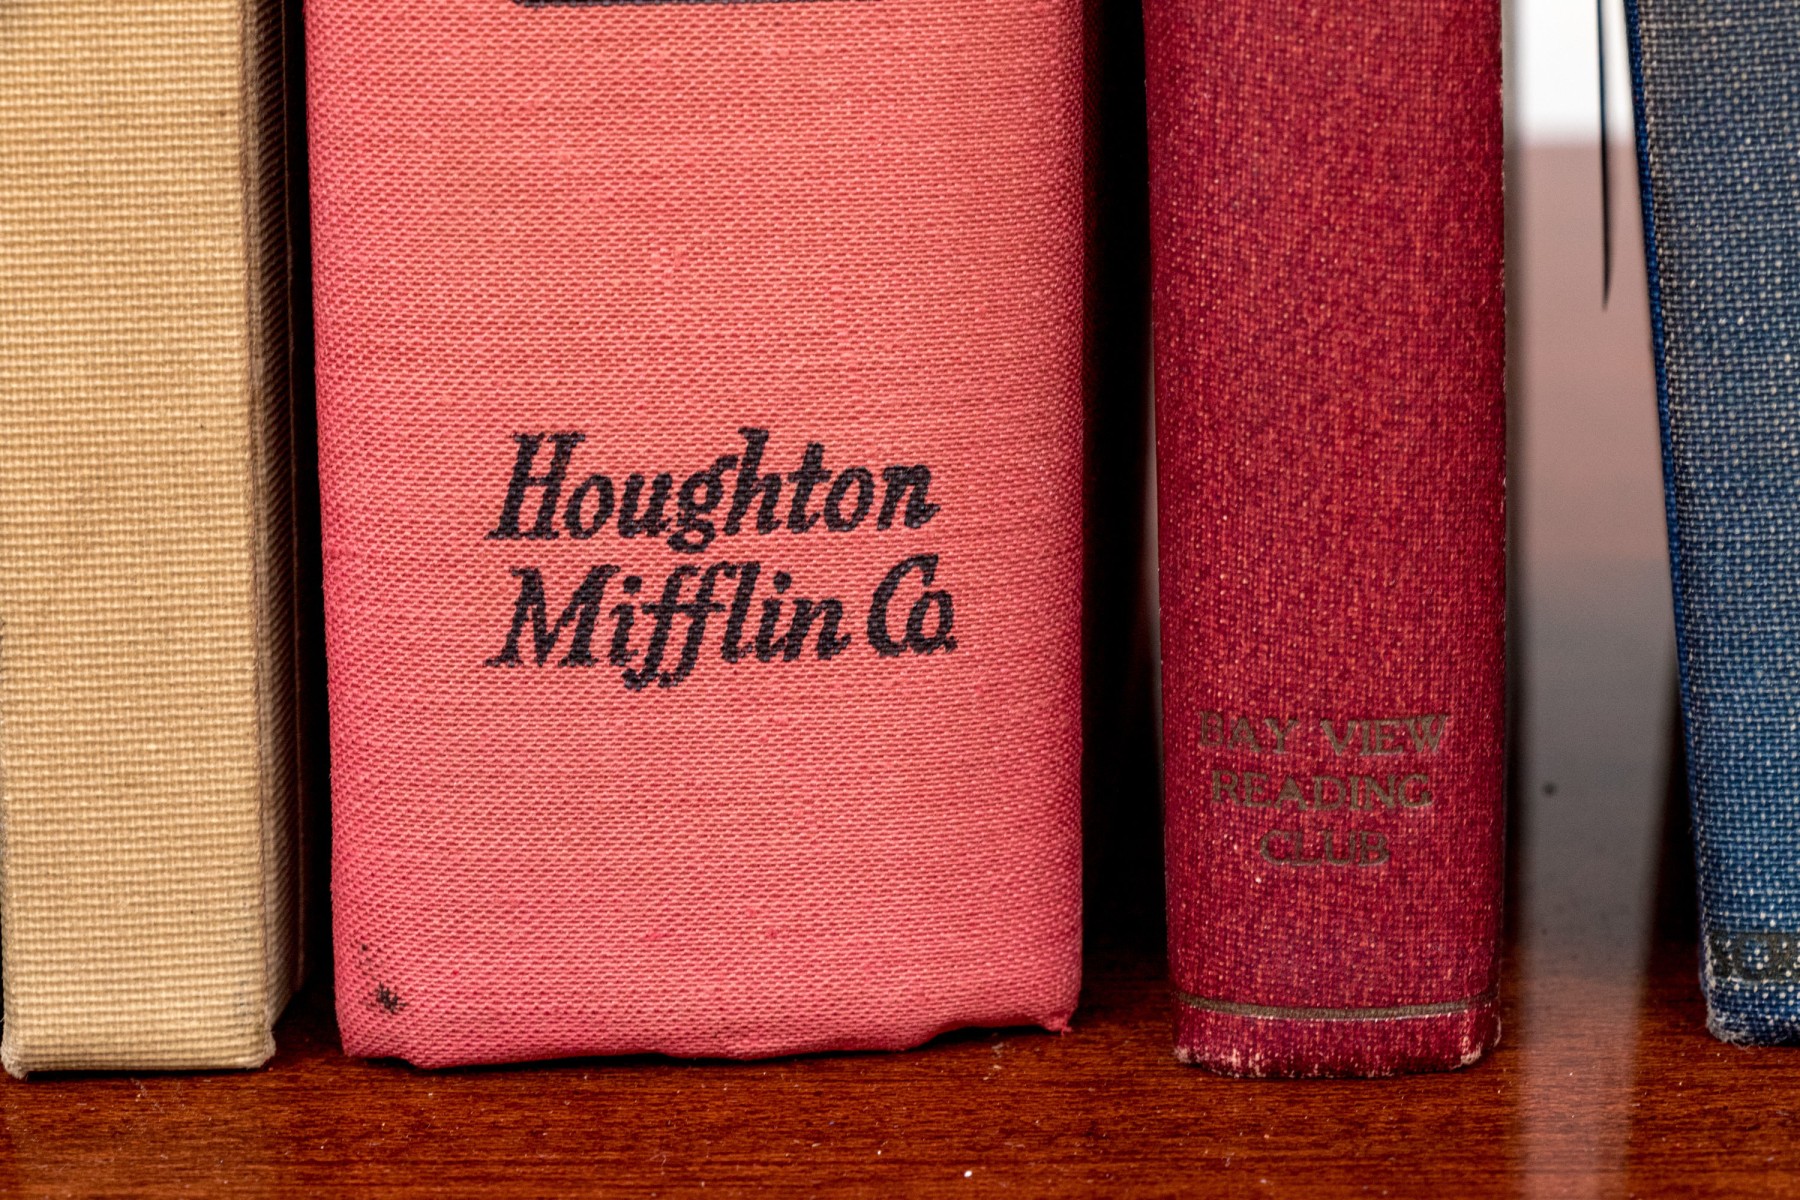 Houghton
Mifflin Co.
BAY VIEW
READING
CLUB